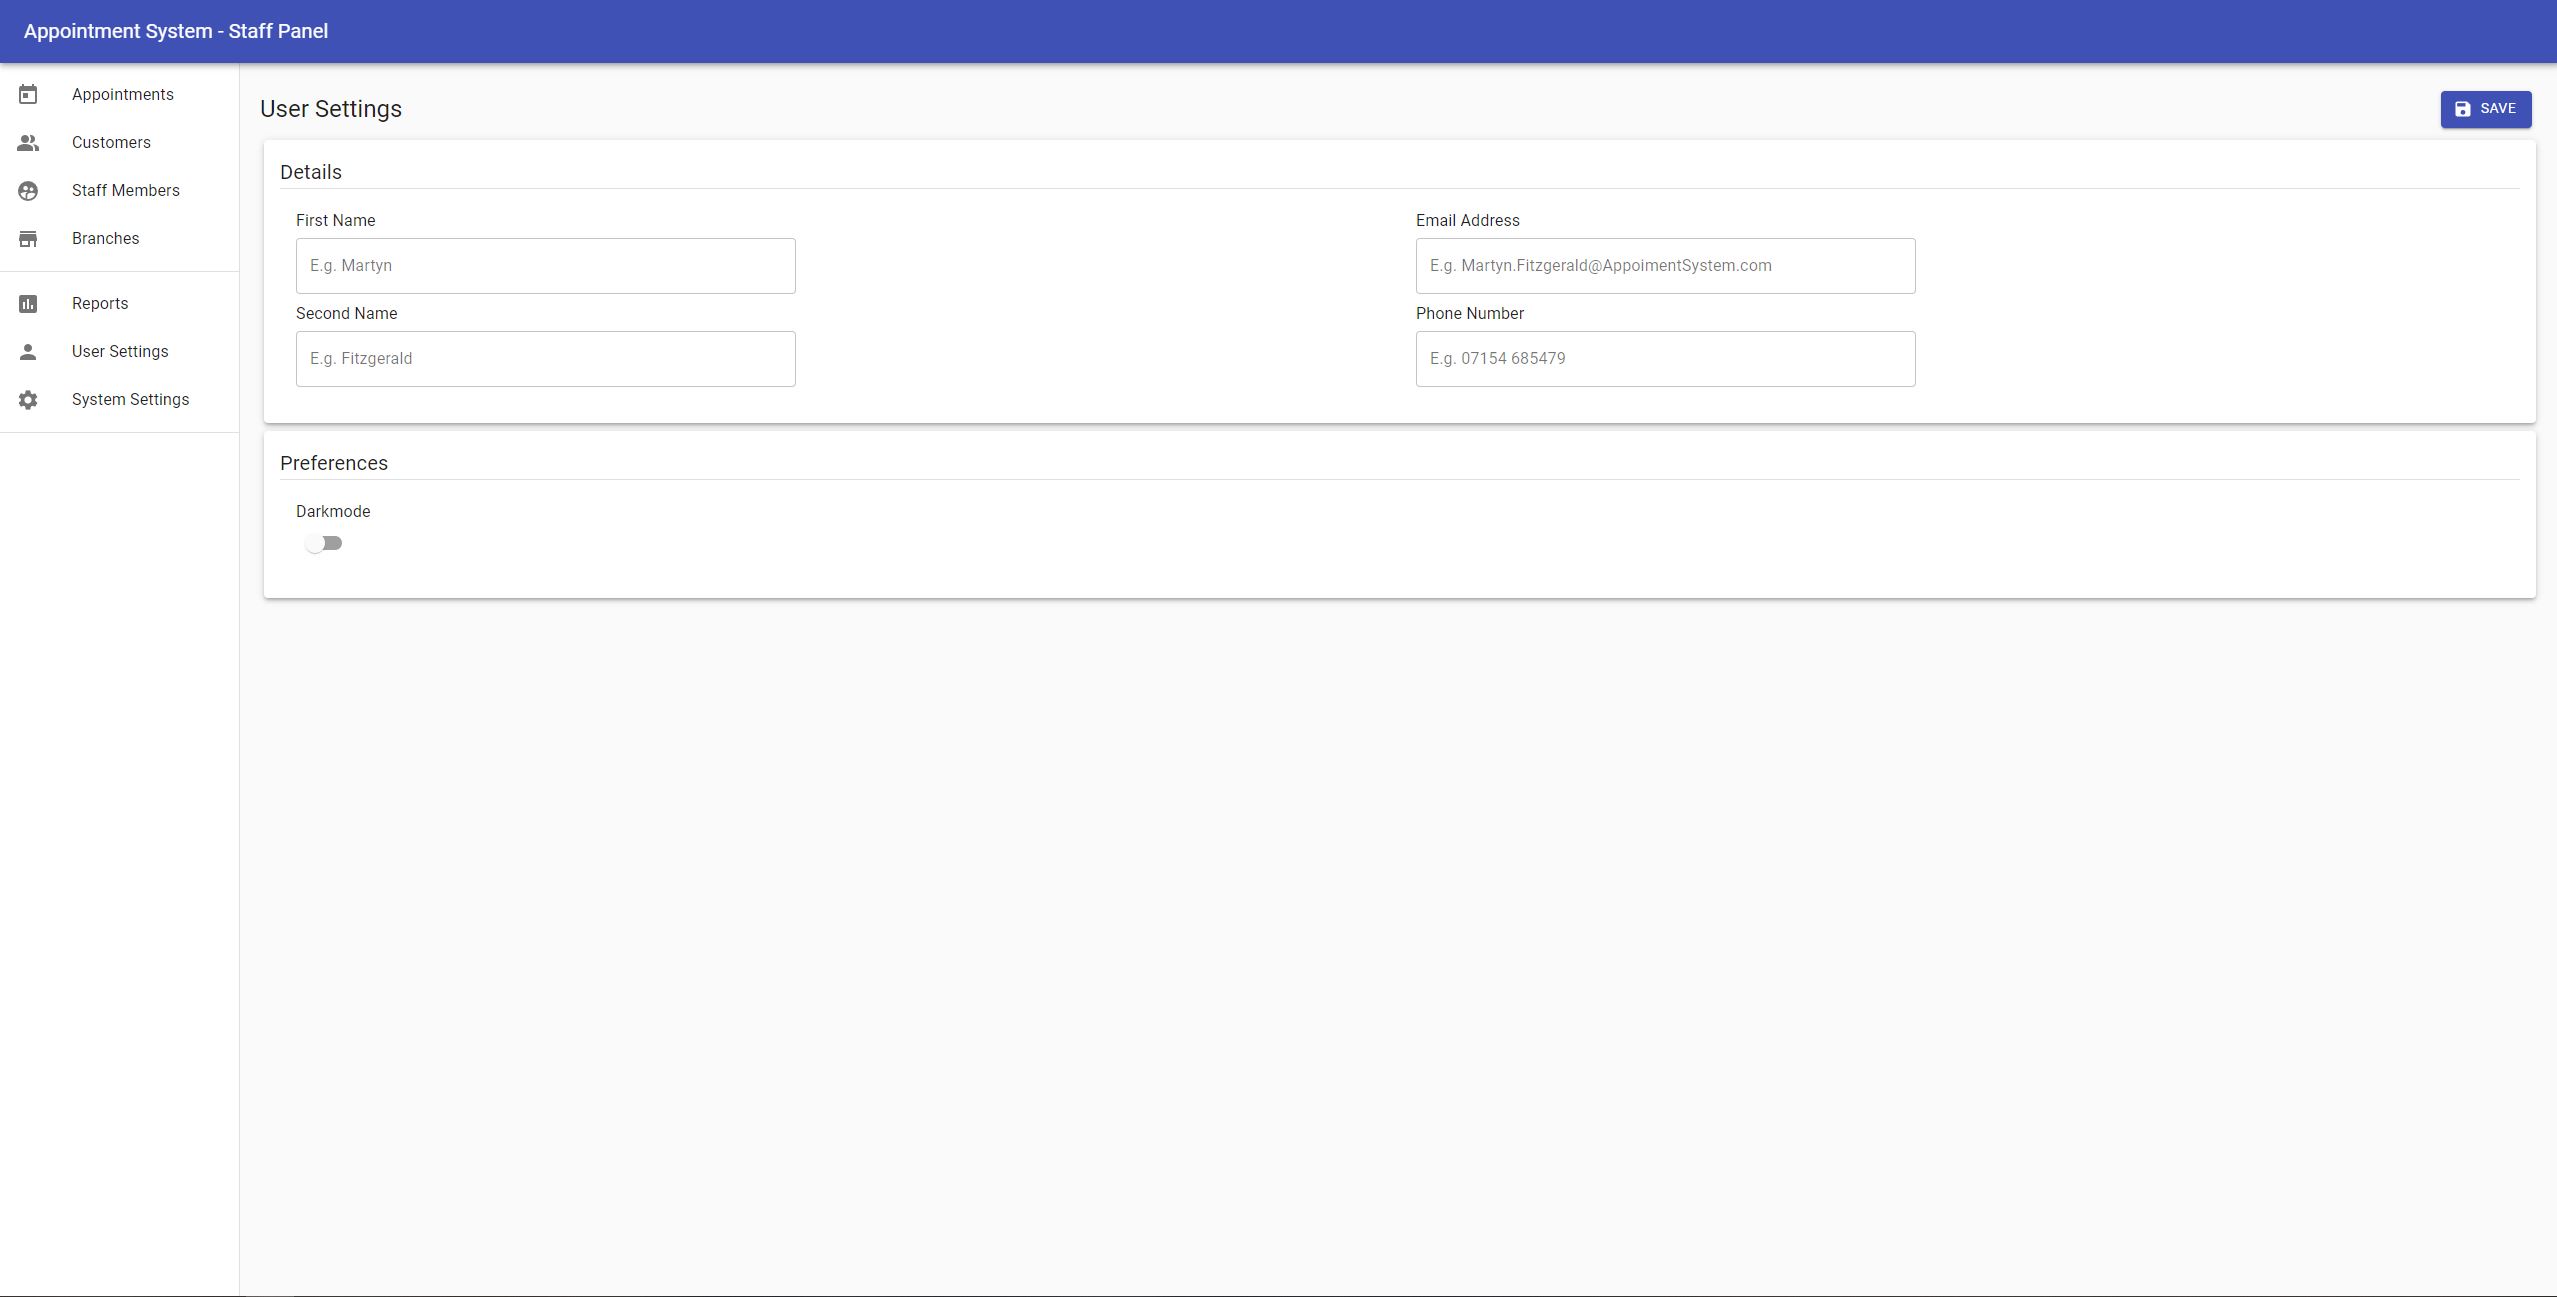 Appointment System - Staff Panel
Appointments
Customers
Staff Members
Branches
Reports
User Settings
System Settings
User Settings
SAVE
Details
First Name
E.g. Martyn
Second Name
E.g. Fitzgerald
Email Address
E.g. Martyn.Fitzgerald@AppoimentSystem.com
Phone Number
E.g. 07154 685479
Preferences
Darkmode